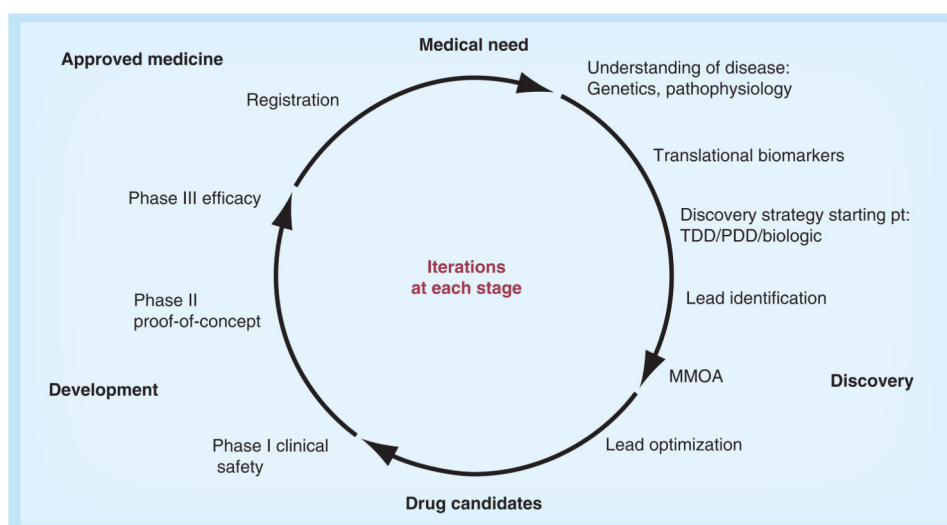 Medical need
Understanding of disease:
Genetics, pathophysiology
Translational biomarkers
Discovery strategy starting pt:
TDD/PDD/biologic
Lead identification
MMOA
Discovery
Lead optimization
Drug candidates
Phase I clinical
safety
Development
Phase II
proof-of-concept
Phase III efficacy
Registration
Approved medicine
Iterations
at each stage